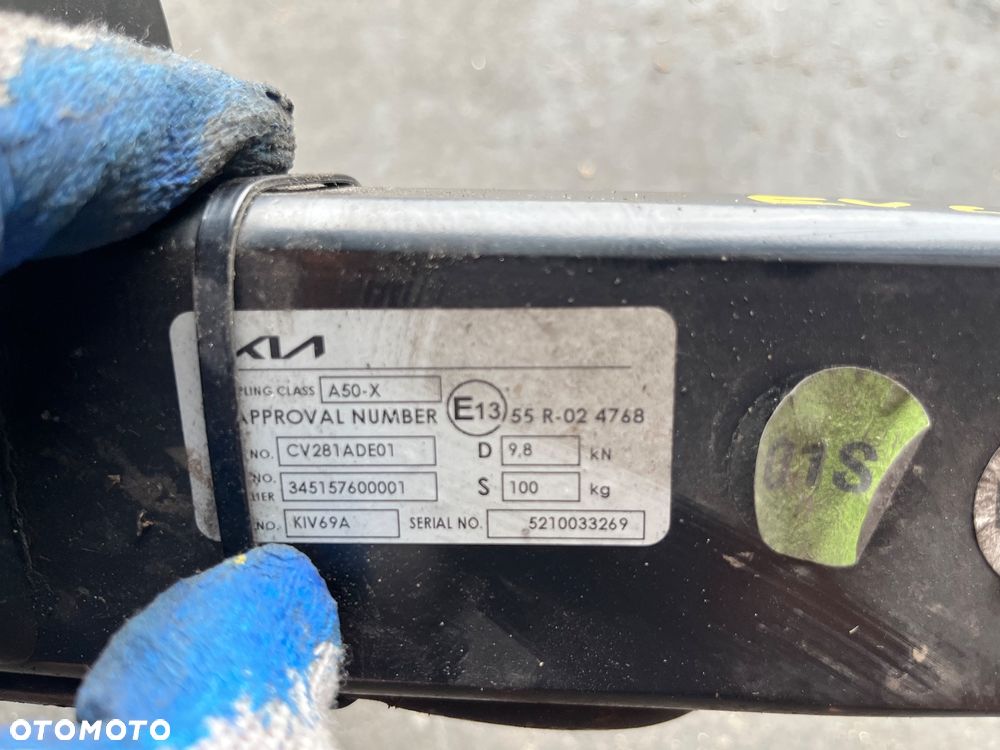 KIA
PLING CLASS A50-X
APPROVAL NUMBER E13 55 R-02 4768
NO. CV281ADE01 D 9,8 kN
NO.
LIER 345157600001 S 100 kg
NO. KIV69A SERIAL NO. 5210033269
01S
OTOMOTO